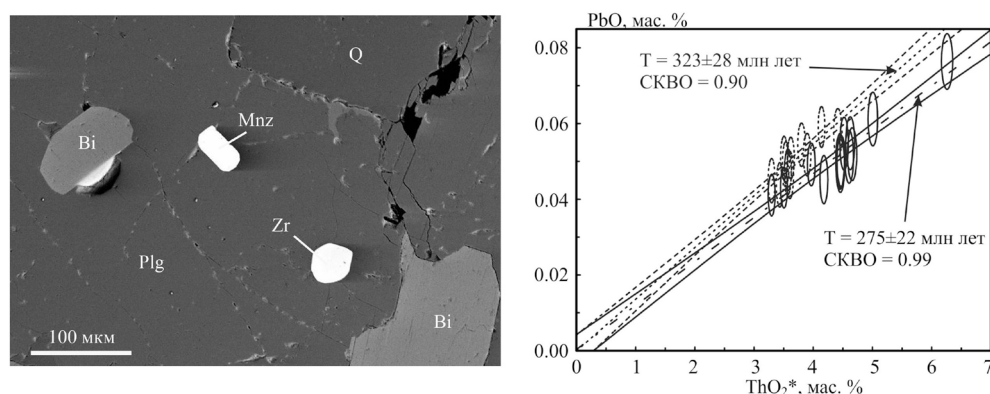 Q
Bi
Mnz
Zr
Plg
Bi
100 мкм
PbO, мас. %
0.08
T = 323±28 млн лет
СКВО = 0.90
0.06
0.04
T = 275±22 млн лет
СКВО = 0.99
0.02
0.00
0 1 2 3 4 5 6 7
ThO₂*, мас. %